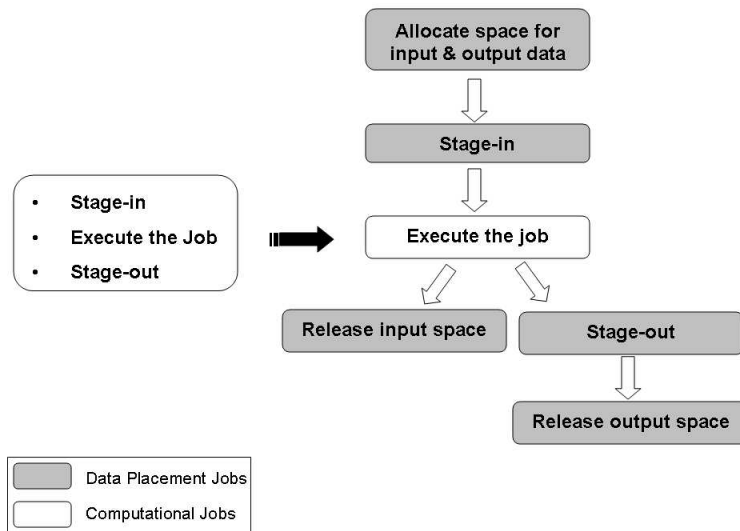 Allocate space for
input & output data
Stage-in
• Stage-in
• Execute the Job
• Stage-out
Execute the job
Release input space
Stage-out
Release output space
Data Placement Jobs
Computational Jobs